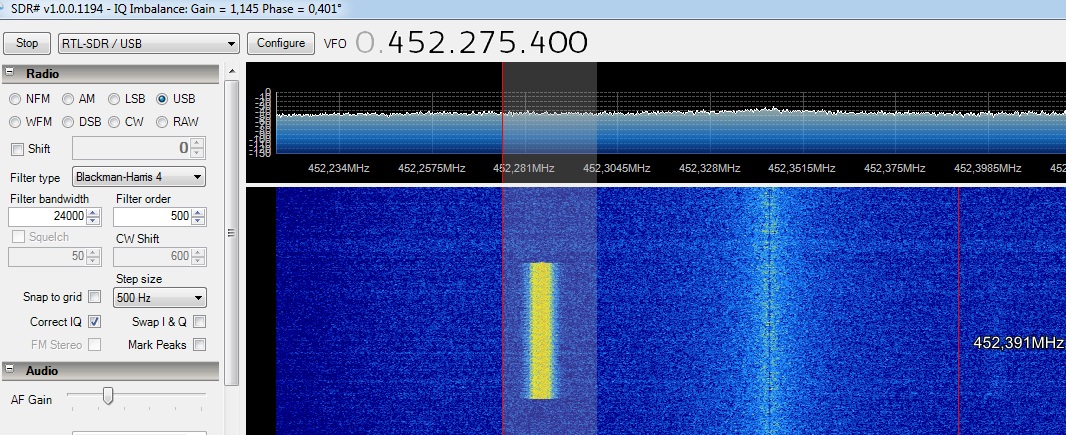 SDR# v1.0.0.1194 - IQ Imbalance: Gain = 1,145 Phase = 0,401°
Stop RTL-SDR / USB Configure VFO 0.452.275.400
Radio
NFM AM LSB USB
WFM DSB CW RAW
Shift 0
Filter type Blackman-Harris 4
Filter bandwidth Filter order
24000 500
Squelch CW Shift
50 600
Step size
Snap to grid 500 Hz
Correct IQ Swap I & Q
FM Stereo Mark Peaks
Audio
AF Gain
0
452,234MHz 452,2575MHz 452,281MHz 452,3045MHz 452,328MHz 452,3515MHz 452,375MHz 452,3985MHz 452
452,391MHz